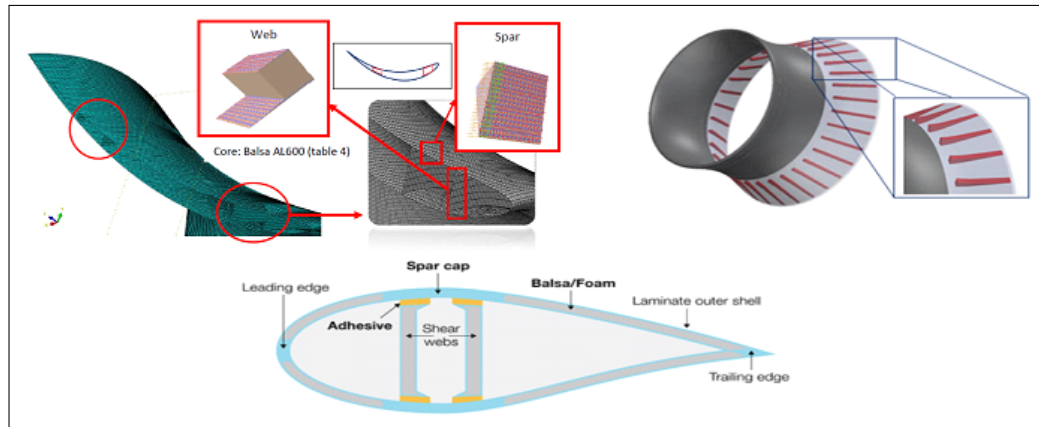 Web
Spar
Core: Balsa AL600 (table 4)
Spar cap
Leading edge
Balsa/Foam
Laminate outer shell
Adhesive
Shear
webs
Trailing edge